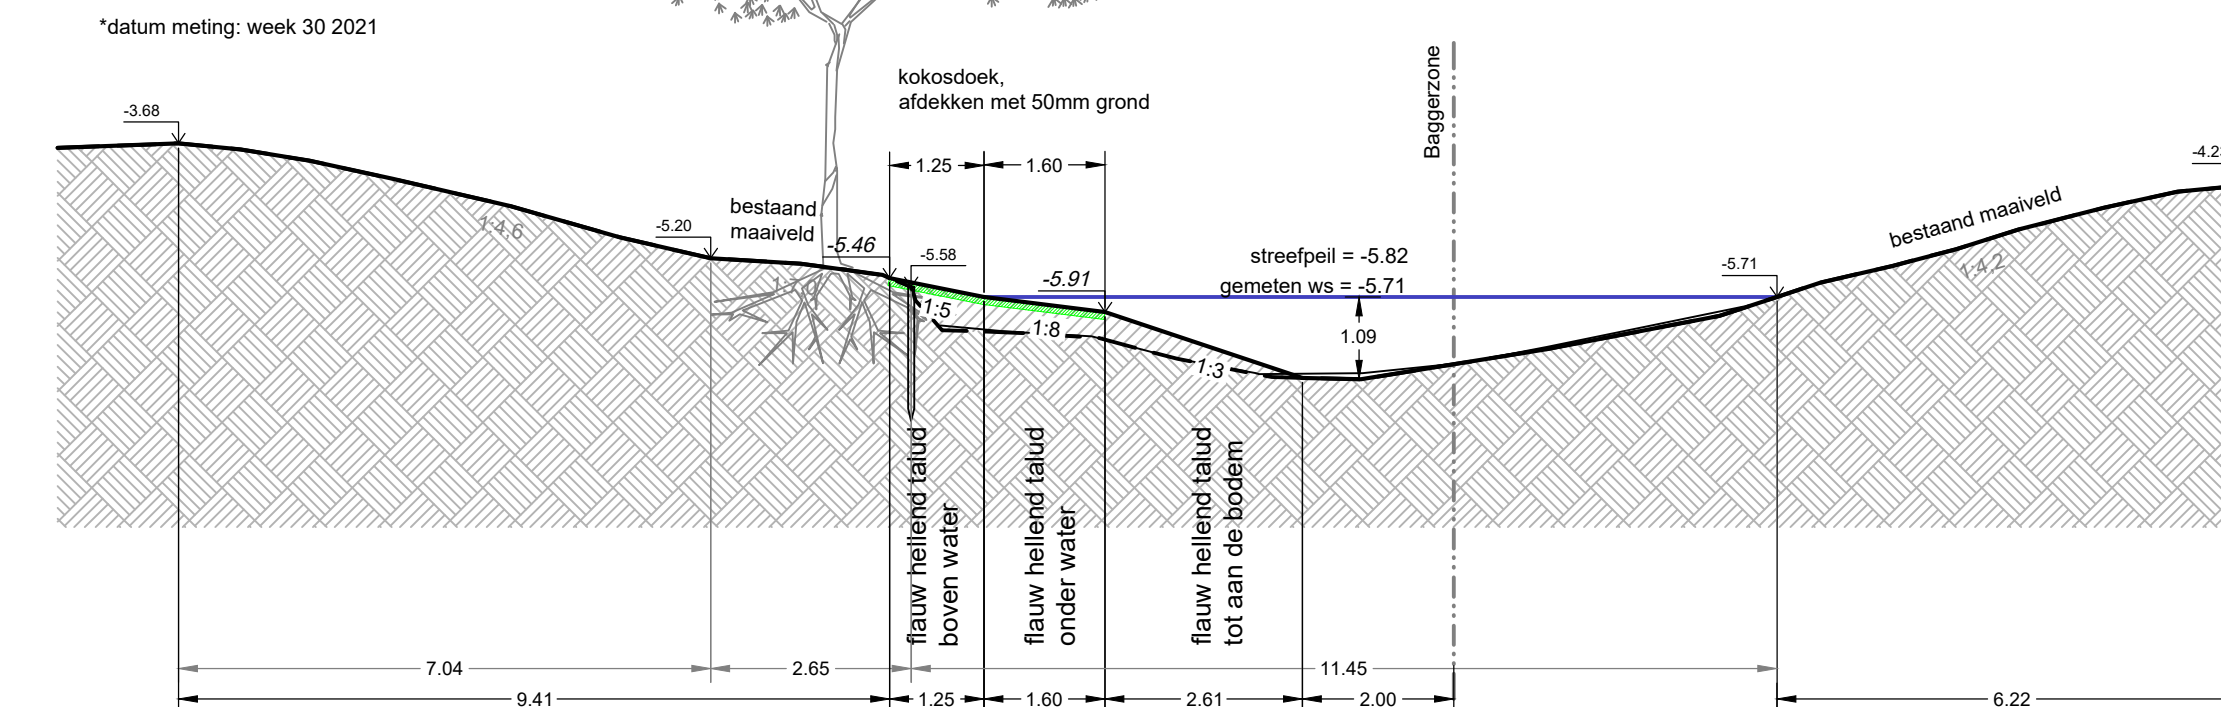 *datum meting: week 30 2021
kokosdoek,
afdekken met 50mm grond
Baggerzone
-3.68
1.25
1.60
-4.2
bestaand
maaiveld
-5.20
-5.46
-5.58
-5.91
streefpeil = -5.82
gemeten ws = -5.71
-5.71
bestaand maaiveld
1:4,6
1:4,2
1:5
1:8
1:3
1.09
flauw hellend talud
boven water
flauw hellend talud
onder water
flauw hellend talud
tot aan de bodem
7.04
2.65
11.45
9.41
1.25
1.60
2.61
2.00
6.22